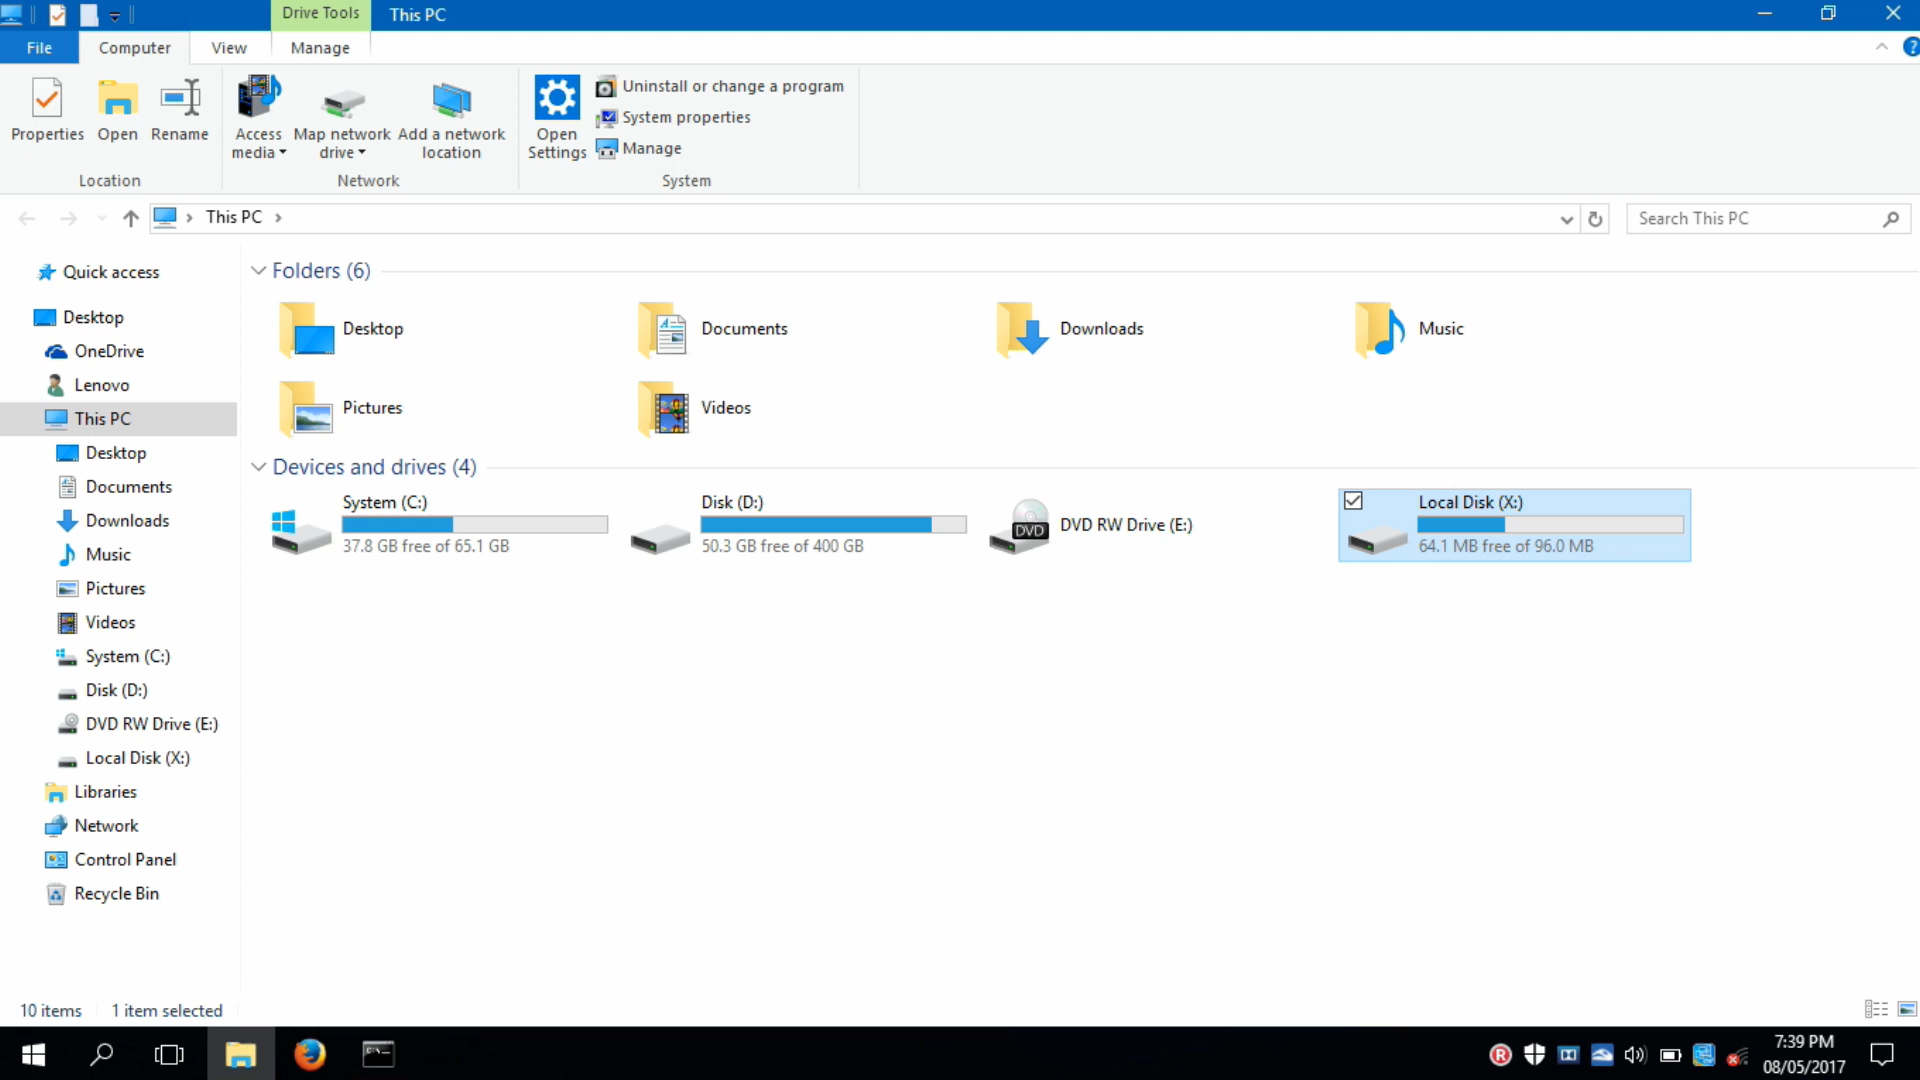 Drive Tools
This PC
File
Computer
View
Manage
?
Properties
Open
Rename
Access media
Map network drive
Add a network location
Open Settings
Uninstall or change a program
System properties
Manage
Location
Network
System
This PC
Search This PC
Quick access
Desktop
OneDrive
Lenovo
This PC
Desktop
Documents
Downloads
Music
Pictures
Videos
System (C:)
Disk (D:)
DVD RW Drive (E:)
Local Disk (X:)
Libraries
Network
Control Panel
Recycle Bin
Folders (6)
Desktop
Documents
Downloads
Music
Pictures
Videos
Devices and drives (4)
System (C:)
37.8 GB free of 65.1 GB
Disk (D:)
50.3 GB free of 400 GB
DVD
DVD RW Drive (E:)
Local Disk (X:)
64.1 MB free of 96.0 MB
10 items
1 item selected
R
7:39 PM
08/05/2017